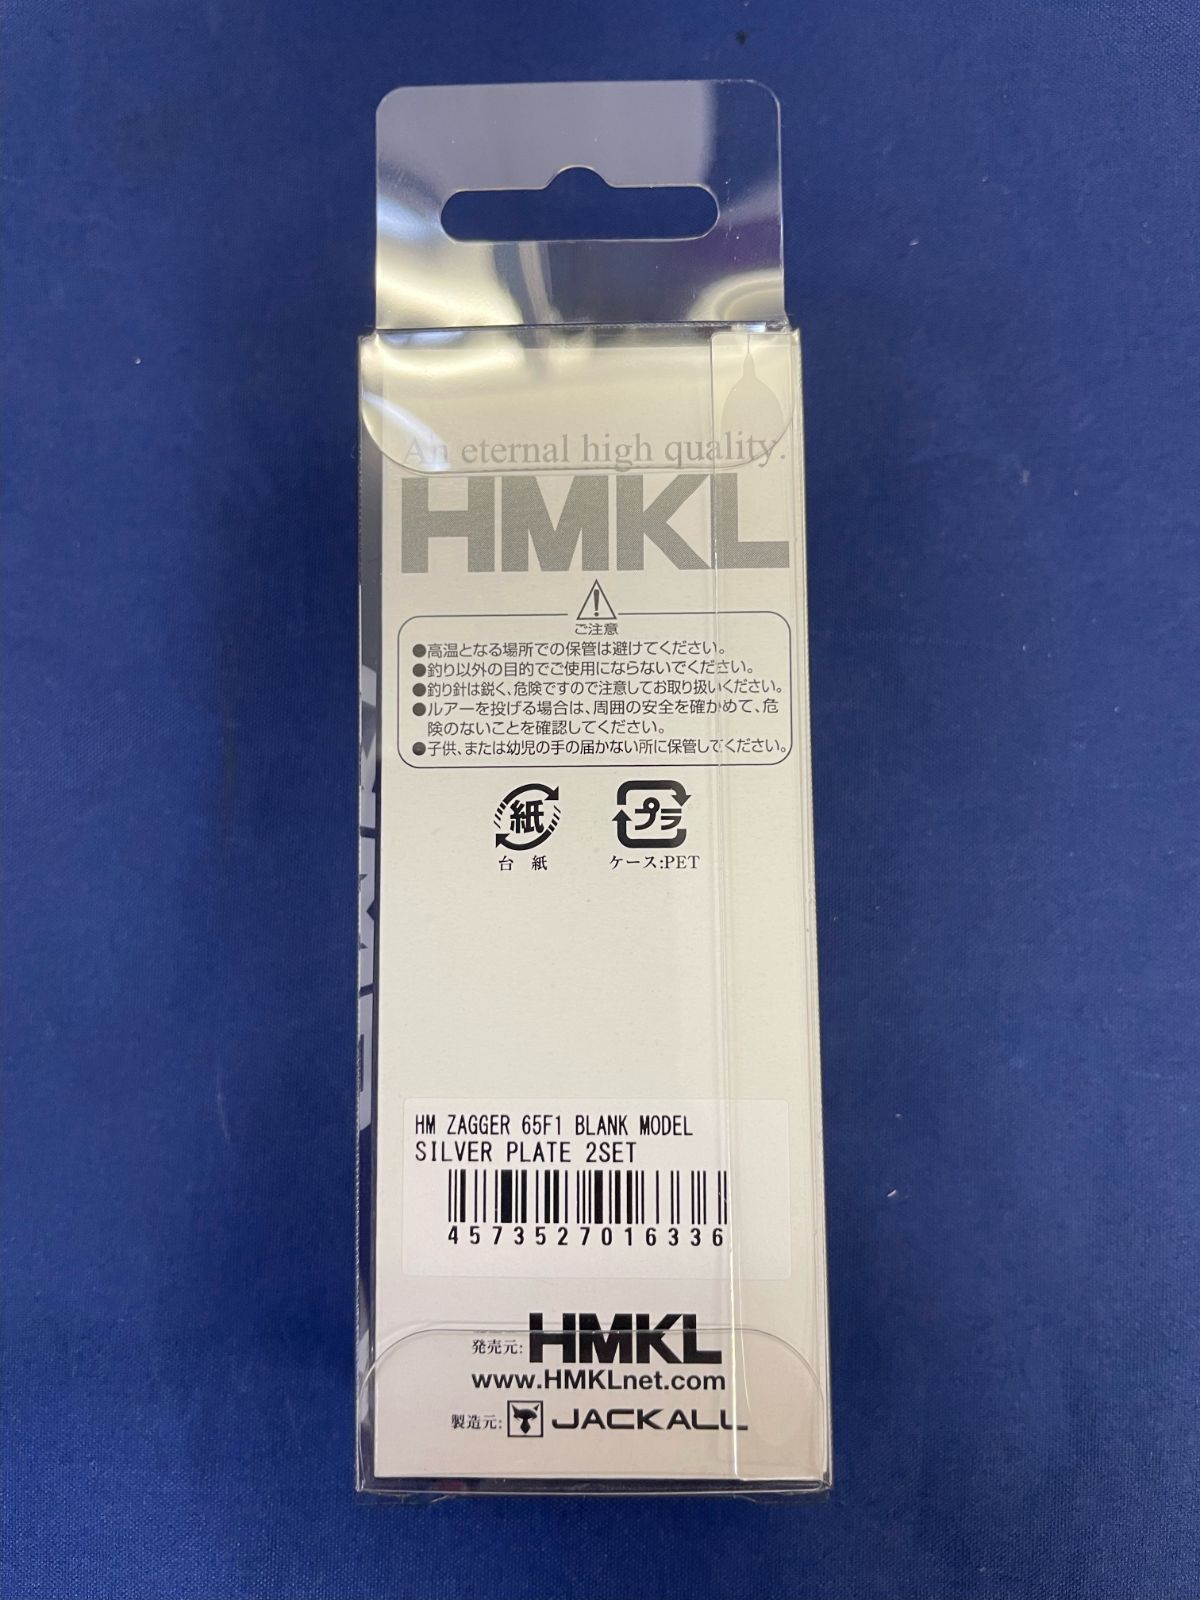 An eternal high quality.
HMKL
ご注意
●高温となる場所での保管は避けてください。
●釣り以外の目的でご使用にならないでください。
●釣り針は鋭く、危険ですので注意してお取り扱いください。
●ルアーを投げる場合は、周囲の安全を確かめて、危
険のないことを確認してください。
●子供、または幼児の手の届かない所に保管してください。
紙 プラ
台 紙 ケース:PET
HM ZAGGER 65F1 BLANK MODEL
SILVER PLATE 2SET
4573527016336
発売元: HMKL
www.HMKLnet.com
製造元: JACKALL